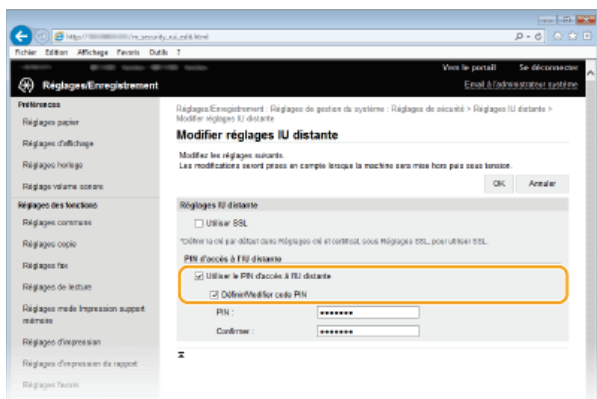 http://
/m_security_rui_edit.html
Fichier Edition Affichage Favoris Outils ?
Vers le portail Se déconnecter
Réglages/Enregistrement
Email à l'administrateur système
Préférences
Réglages papier
Réglages d'affichage
Réglages horloge
Réglage volume sonore
Réglages des fonctions
Réglages communs
Réglages copie
Réglages fax
Réglages de lecture
Réglages mode Impression support
mémoire
Réglages d'impression
Réglages d'impression du rapport
Réglages favoris
Réglages/Enregistrement : Réglages de gestion du système : Réglages de sécurité > Réglages IU distante >
Modifier réglages IU distante
Modifier réglages IU distante
Modifiez les réglages suivants.
Les modifications seront prises en compte lorsque la machine sera mise hors puis sous tension.
OK Annuler
Réglages IU distante
Utiliser SSL
*Définir la clé par défaut dans Réglages clé et certificat, sous Réglages SSL, pour utiliser SSL.
PIN d'accès à l'IU distante
Utiliser le PIN d'accès à l'IU distante
Définir/Modifier code PIN
PIN :
•••••••
Confirmer :
•••••••